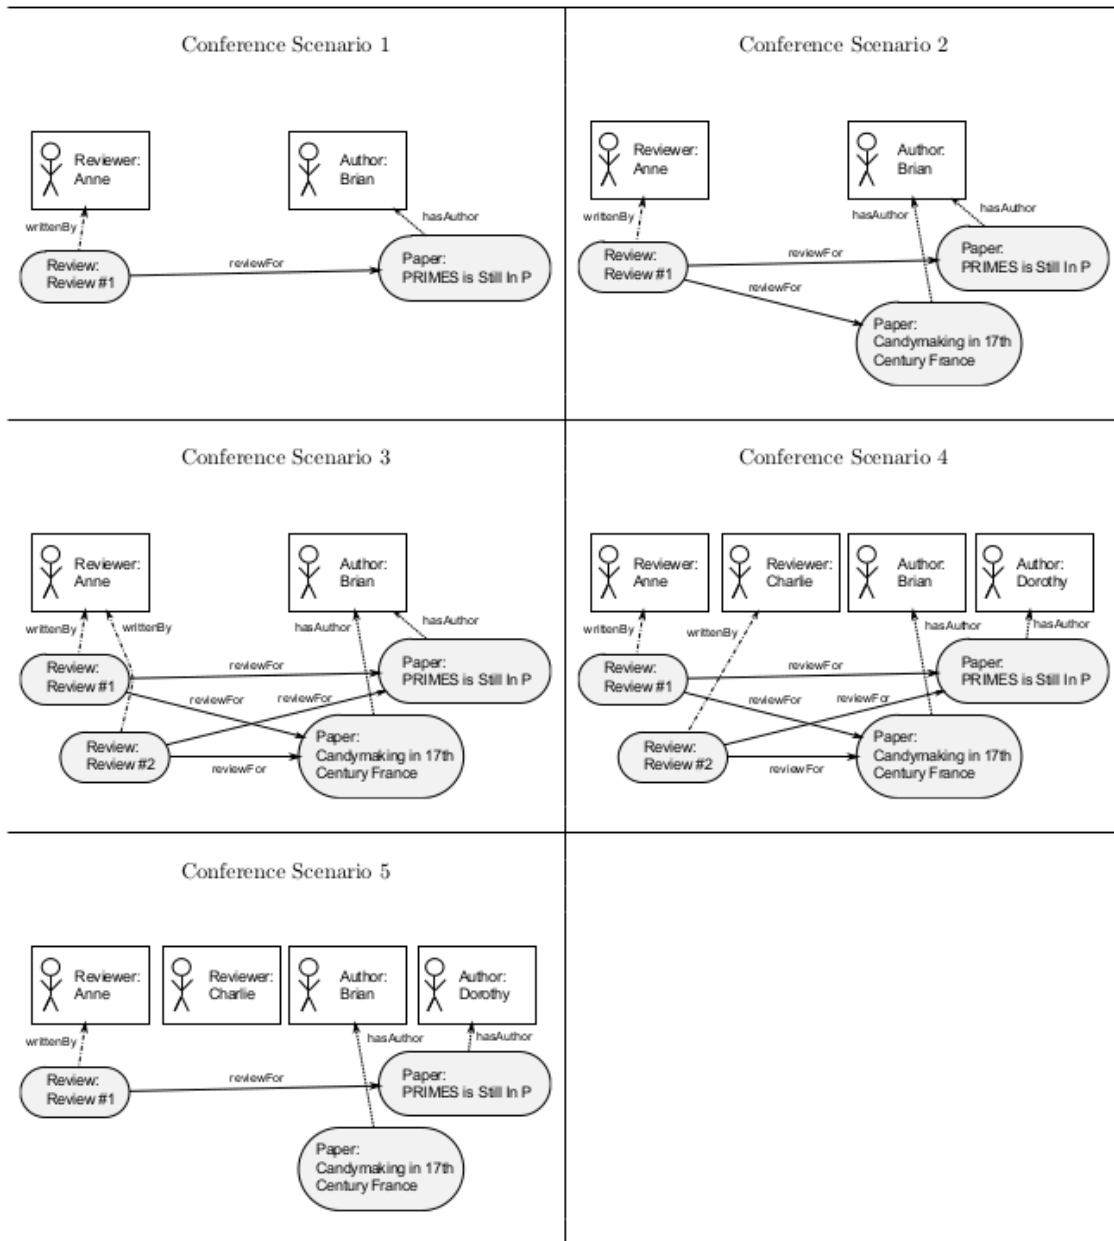 Conference Scenario 1
Reviewer:
Anne
Author:
Brian
writtenBy
hasAuthor
Review:
Review #1
reviewFor
Paper:
PRIMES is Still In P
Conference Scenario 2
Reviewer:
Anne
Author:
Brian
writtenBy
hasAuthor
hasAuthor
Review:
Review #1
reviewFor
Paper:
PRIMES is Still In P
reviewFor
Paper:
Candymaking in 17th
Century France
Conference Scenario 3
Reviewer:
Anne
Author:
Brian
writtenBy
writtenBy
hasAuthor
hasAuthor
Review:
Review #1
reviewFor
reviewFor
reviewFor
Paper:
PRIMES is Still In P
Review:
Review #2
reviewFor
Paper:
Candymaking in 17th
Century France
Conference Scenario 4
Reviewer:
Anne
Reviewer:
Charlie
Author:
Brian
Author:
Dorothy
writtenBy
writtenBy
hasAuthor
hasAuthor
Review:
Review #1
reviewFor
reviewFor
reviewFor
Paper:
PRIMES is Still In P
Review:
Review #2
reviewFor
Paper:
Candymaking in 17th
Century France
Conference Scenario 5
Reviewer:
Anne
Reviewer:
Charlie
Author:
Brian
Author:
Dorothy
writtenBy
hasAuthor
hasAuthor
Review:
Review #1
reviewFor
Paper:
PRIMES is Still In P
Paper:
Candymaking in 17th
Century France